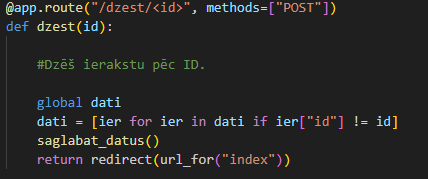 @app.route("/dzest/<id>", methods=["POST"])
def dzest(id):
#Dzēš ierakstu pēc ID.
global dati
dati = [ier for ier in dati if ier["id"] != id]
saglabat_datus()
return redirect(url_for("index"))